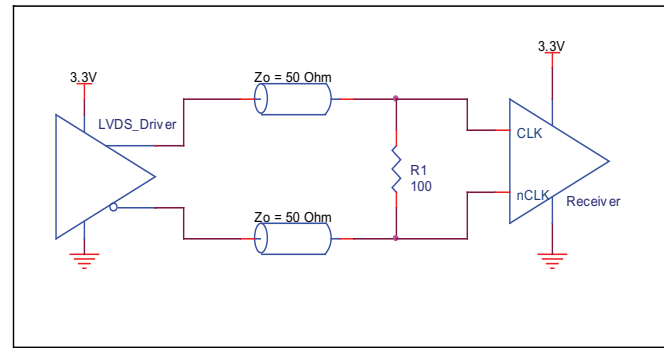 3.3V
LVDS_Driver
Zo = 50 Ohm
Zo = 50 Ohm
R1
100
3.3V
CLK
nCLK
Receiver